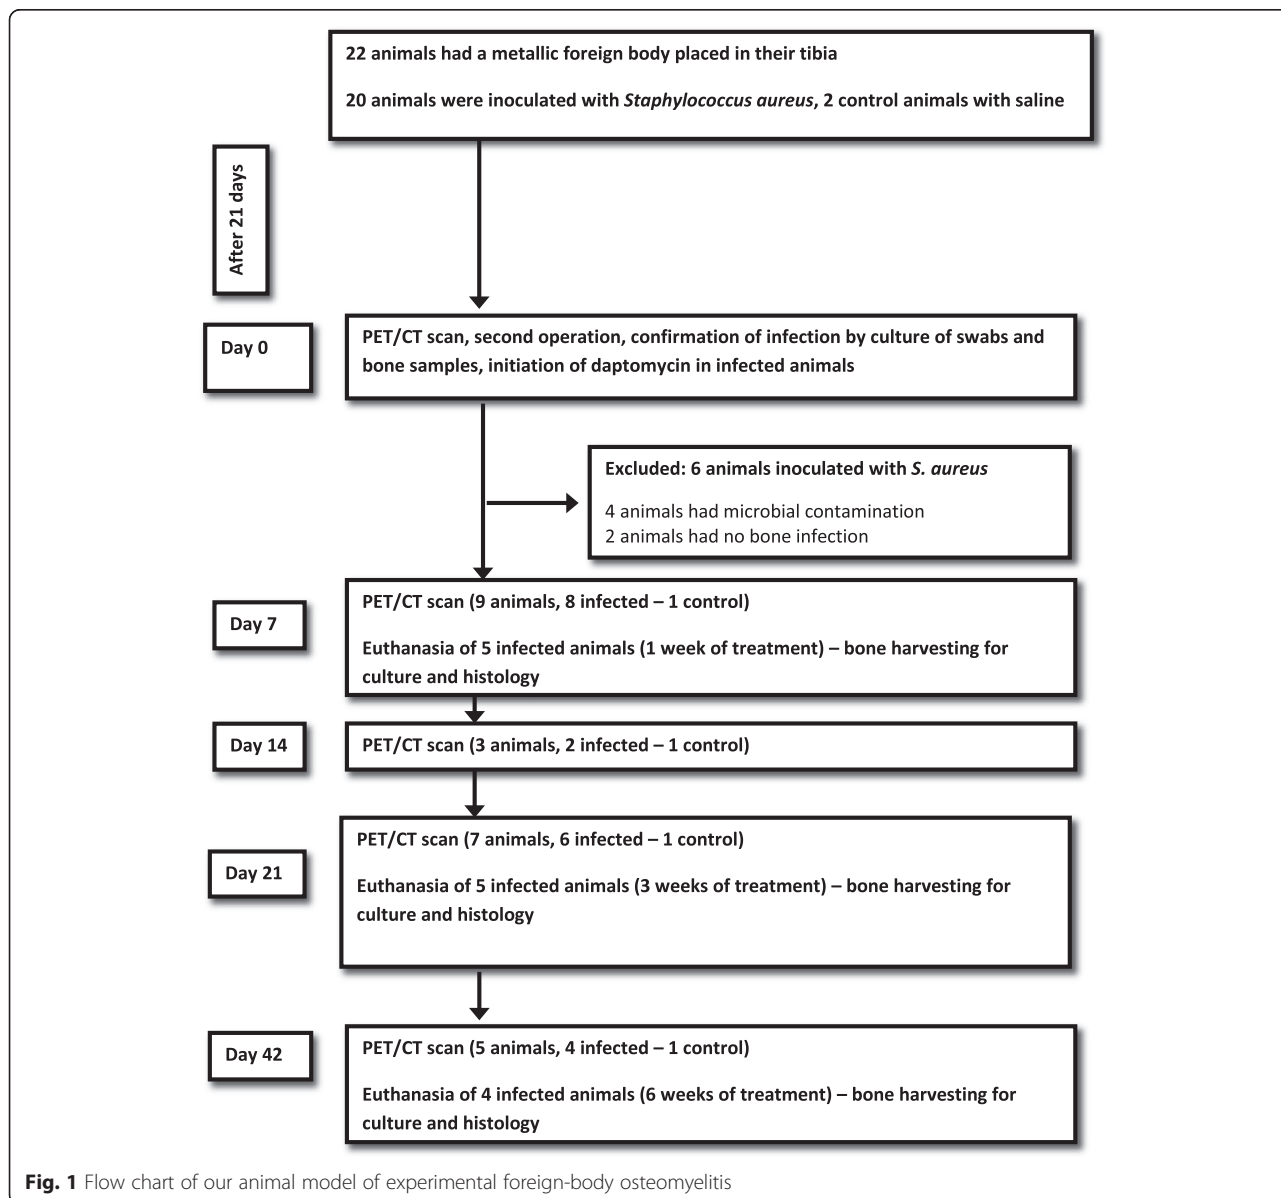 22 animals had a metallic foreign body placed in their tibia
20 animals were inoculated with Staphylococcus aureus, 2 control animals with saline
After 21 days
Day 0
PET/CT scan, second operation, confirmation of infection by culture of swabs and
bone samples, initiation of daptomycin in infected animals
Excluded: 6 animals inoculated with S. aureus
4 animals had microbial contamination
2 animals had no bone infection
Day 7
PET/CT scan (9 animals, 8 infected – 1 control)
Euthanasia of 5 infected animals (1 week of treatment) – bone harvesting for
culture and histology
Day 14
PET/CT scan (3 animals, 2 infected – 1 control)
Day 21
PET/CT scan (7 animals, 6 infected – 1 control)
Euthanasia of 5 infected animals (3 weeks of treatment) – bone harvesting for
culture and histology
Day 42
PET/CT scan (5 animals, 4 infected – 1 control)
Euthanasia of 4 infected animals (6 weeks of treatment) – bone harvesting for
culture and histology
Fig. 1 Flow chart of our animal model of experimental foreign-body osteomyelitis